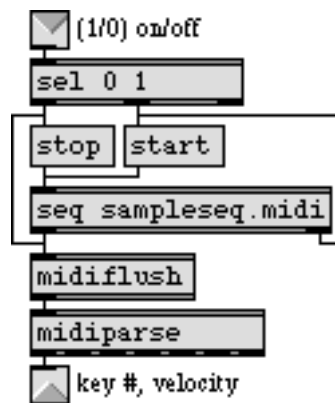 (1/0) on/off
sel 0 1
stop start
seq sampleseq.midi
midiflush
midiparse
key #, velocity